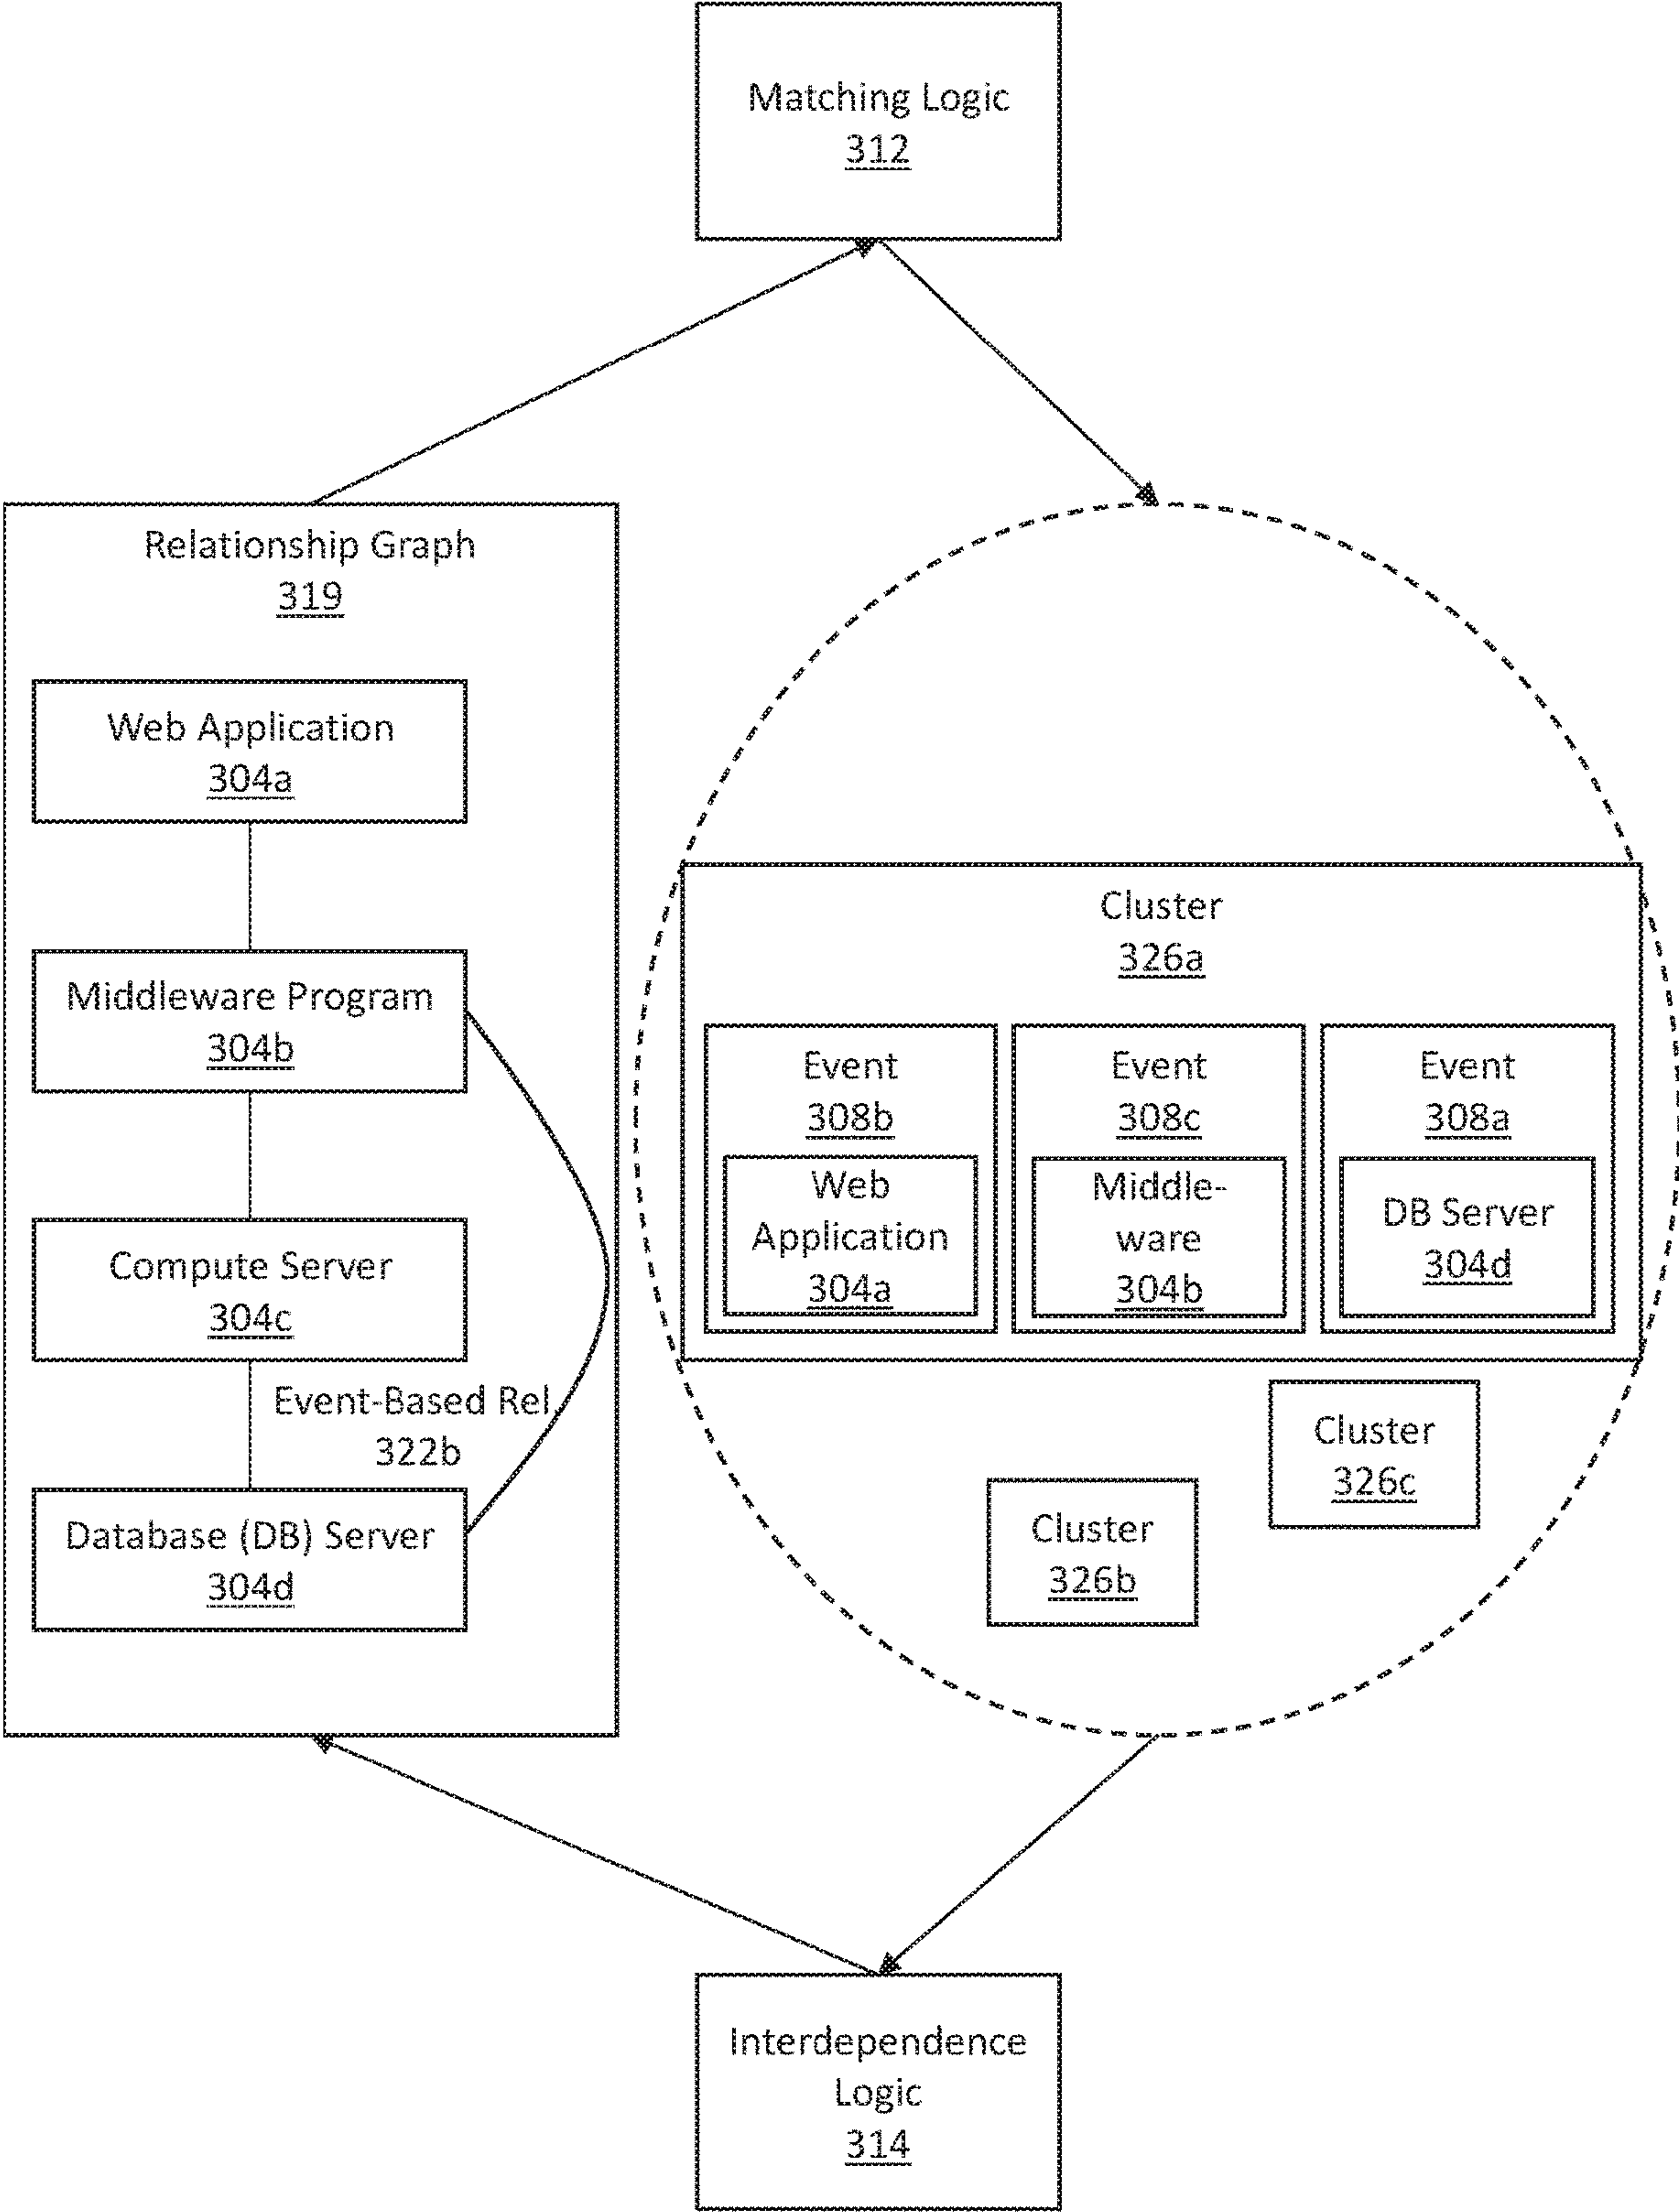 Matching Logic
312
Relationship Graph
319
Web Application
304a
Middleware Program
304b
Compute Server
304c
Event-Based Rel.
322b
Database (DB) Server
304d
Cluster
326a
Event
308b
Web
Application
304a
Event
308c
Middle-
ware
304b
Event
308a
DB Server
304d
Cluster
326c
Cluster
326b
Interdependence
Logic
314